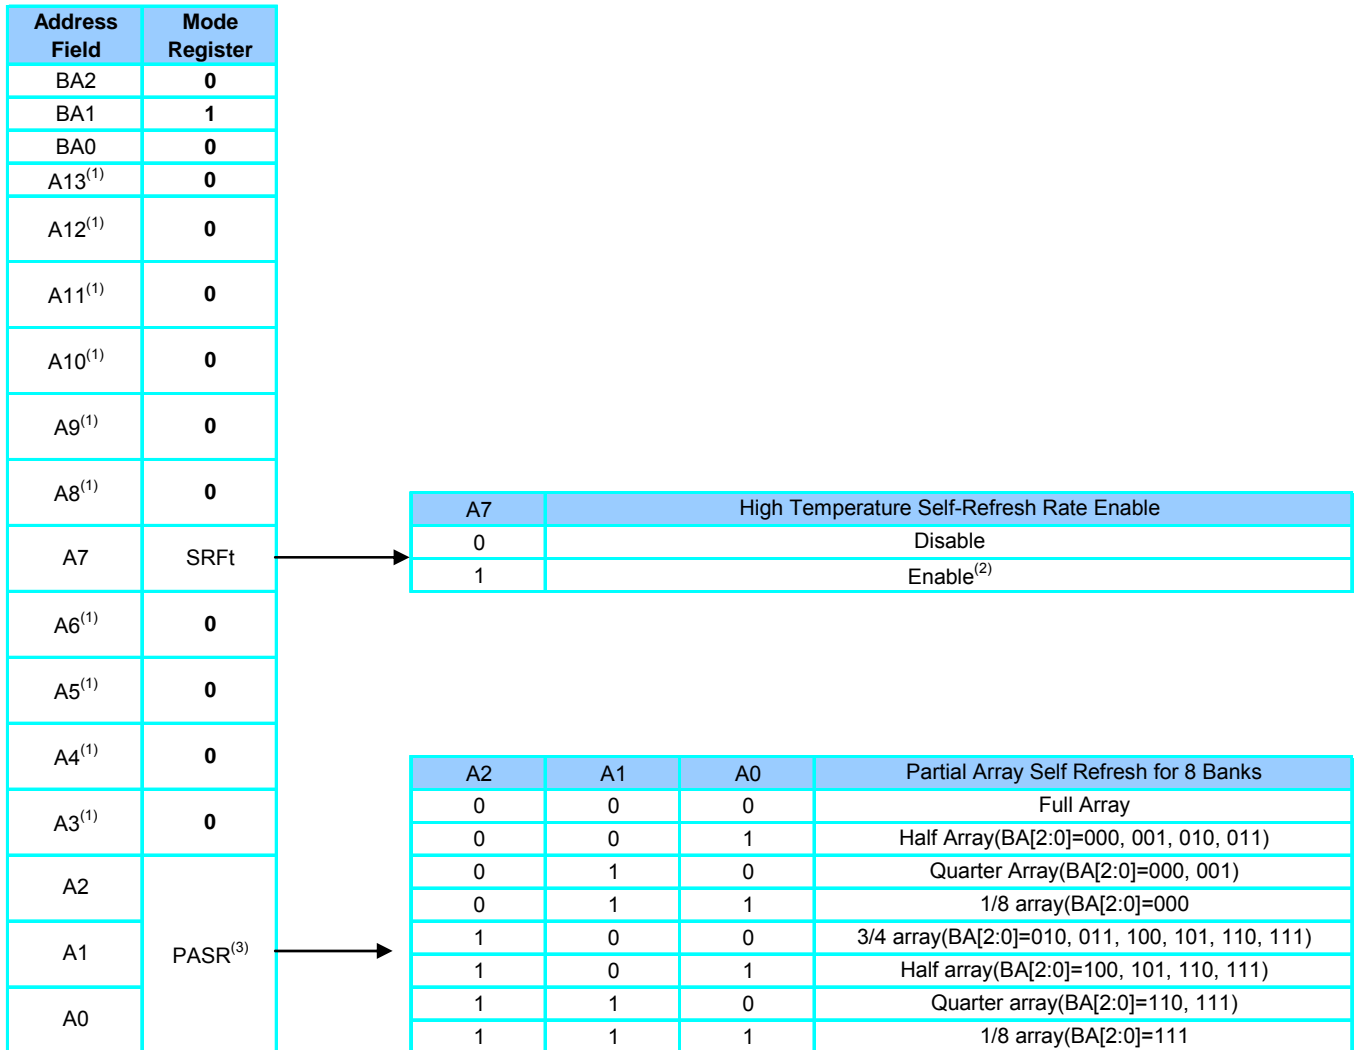 Address Field Mode Register
BA2 0
BA1 1
BA0 0
A13(1) 0
A12(1) 0
A11(1) 0
A10(1) 0
A9(1) 0
A8(1) 0
A7 SRFt
A6(1) 0
A5(1) 0
A4(1) 0
A3(1) 0
A2
A1 PASR(3)
A0
A7 High Temperature Self-Refresh Rate Enable
0 Disable
1 Enable(2)
A2 A1 A0 Partial Array Self Refresh for 8 Banks
0 0 0 Full Array
0 0 1 Half Array(BA[2:0]=000, 001, 010, 011)
0 1 0 Quarter Array(BA[2:0]=000, 001)
0 1 1 1/8 array(BA[2:0]=000
1 0 0 3/4 array(BA[2:0]=010, 011, 100, 101, 110, 111)
1 0 1 Half array(BA[2:0]=100, 101, 110, 111)
1 1 0 Quarter array(BA[2:0]=110, 111)
1 1 1 1/8 array(BA[2:0]=111